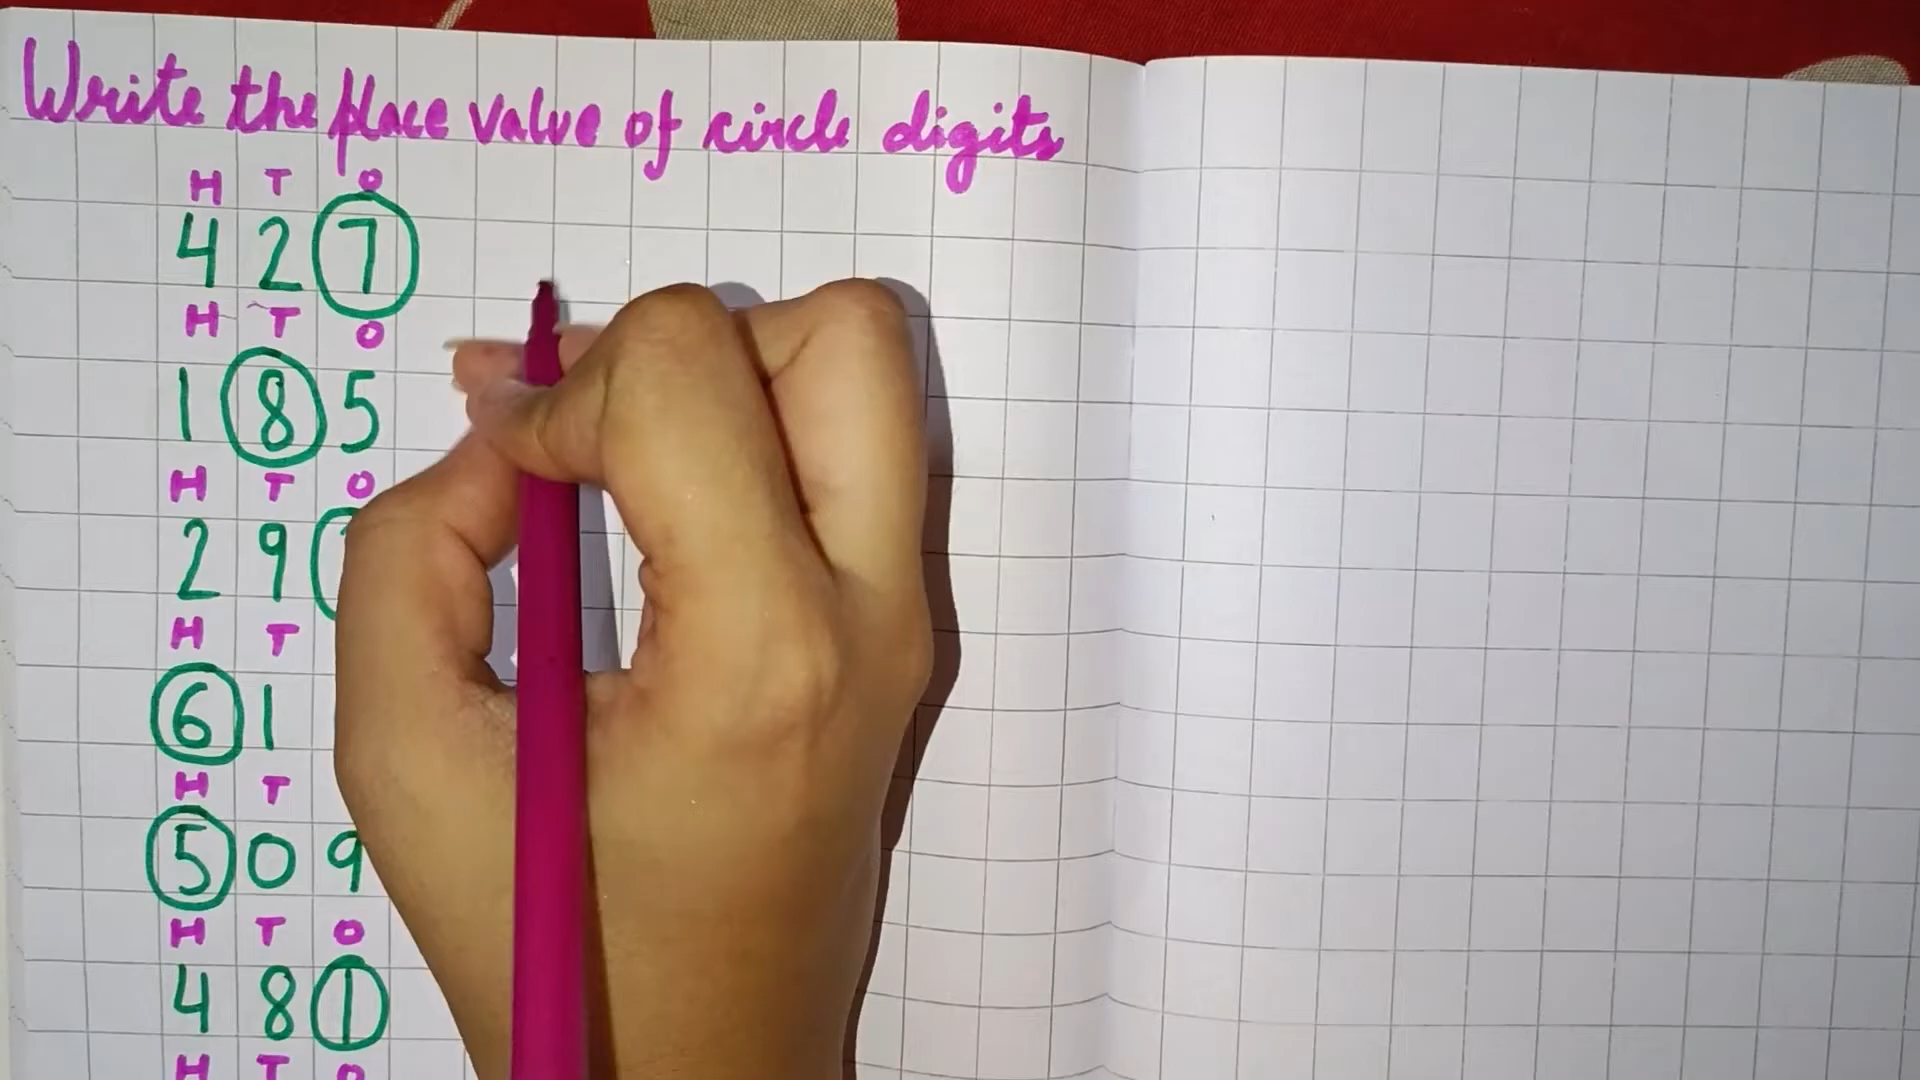 Write the place value of circle digits
H T O
4 2 7
H T O
1 8 5
H T O
2 9
H T
6 1
H T
5 0 9
H T O
4 8 1
H T O